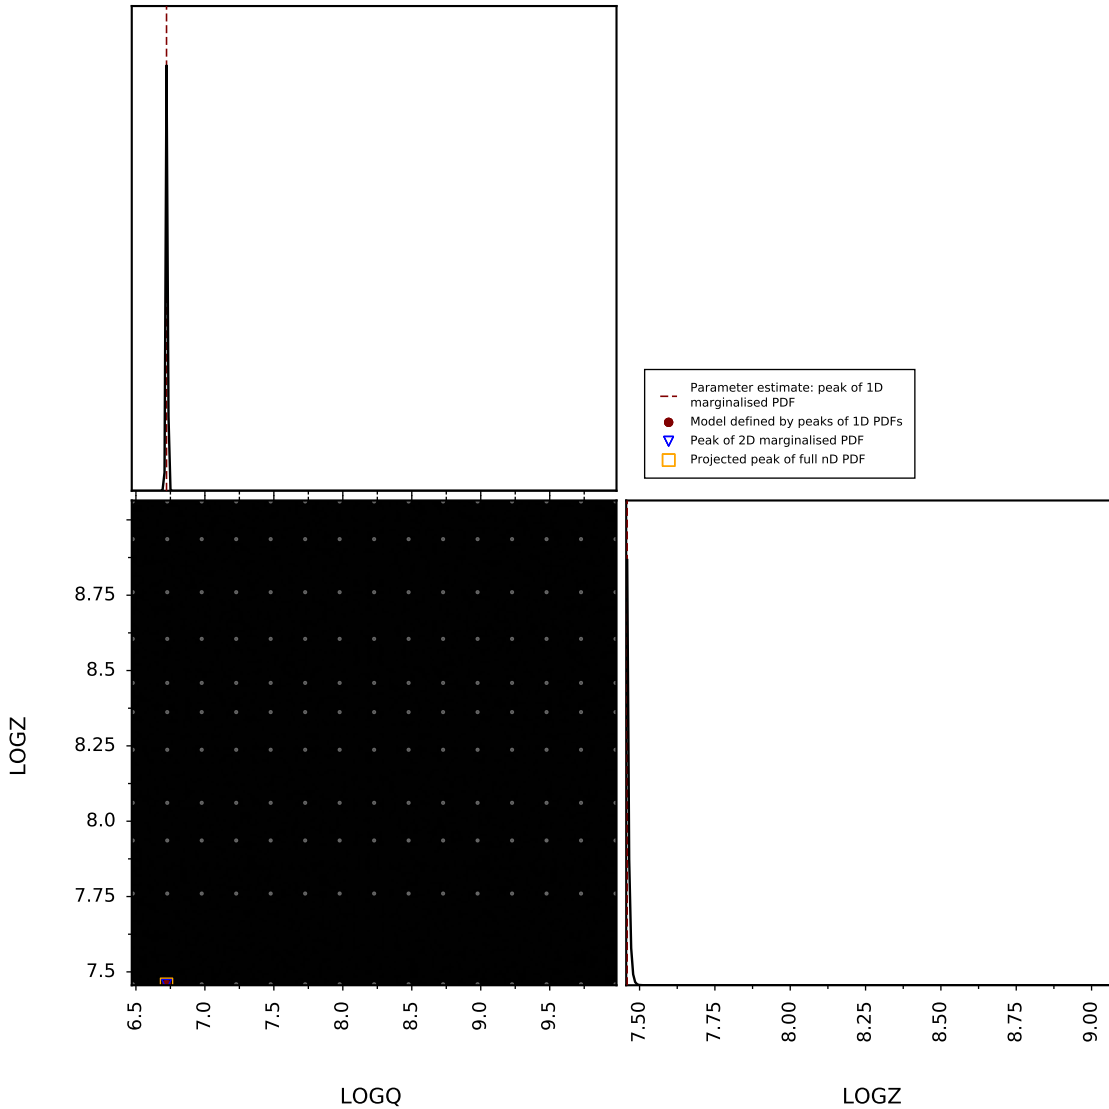 Parameter estimate: peak of 1D
marginalised PDF
Model defined by peaks of 1D PDFs
Peak of 2D marginalised PDF
Projected peak of full nD PDF
8.75
8.5
8.25
8.0
7.75
7.5
LOGZ
6.5 7.0 7.5 8.0 8.5 9.0 9.5
7.50 7.75 8.00 8.25 8.50 8.75 9.00
LOGQ
LOGZ